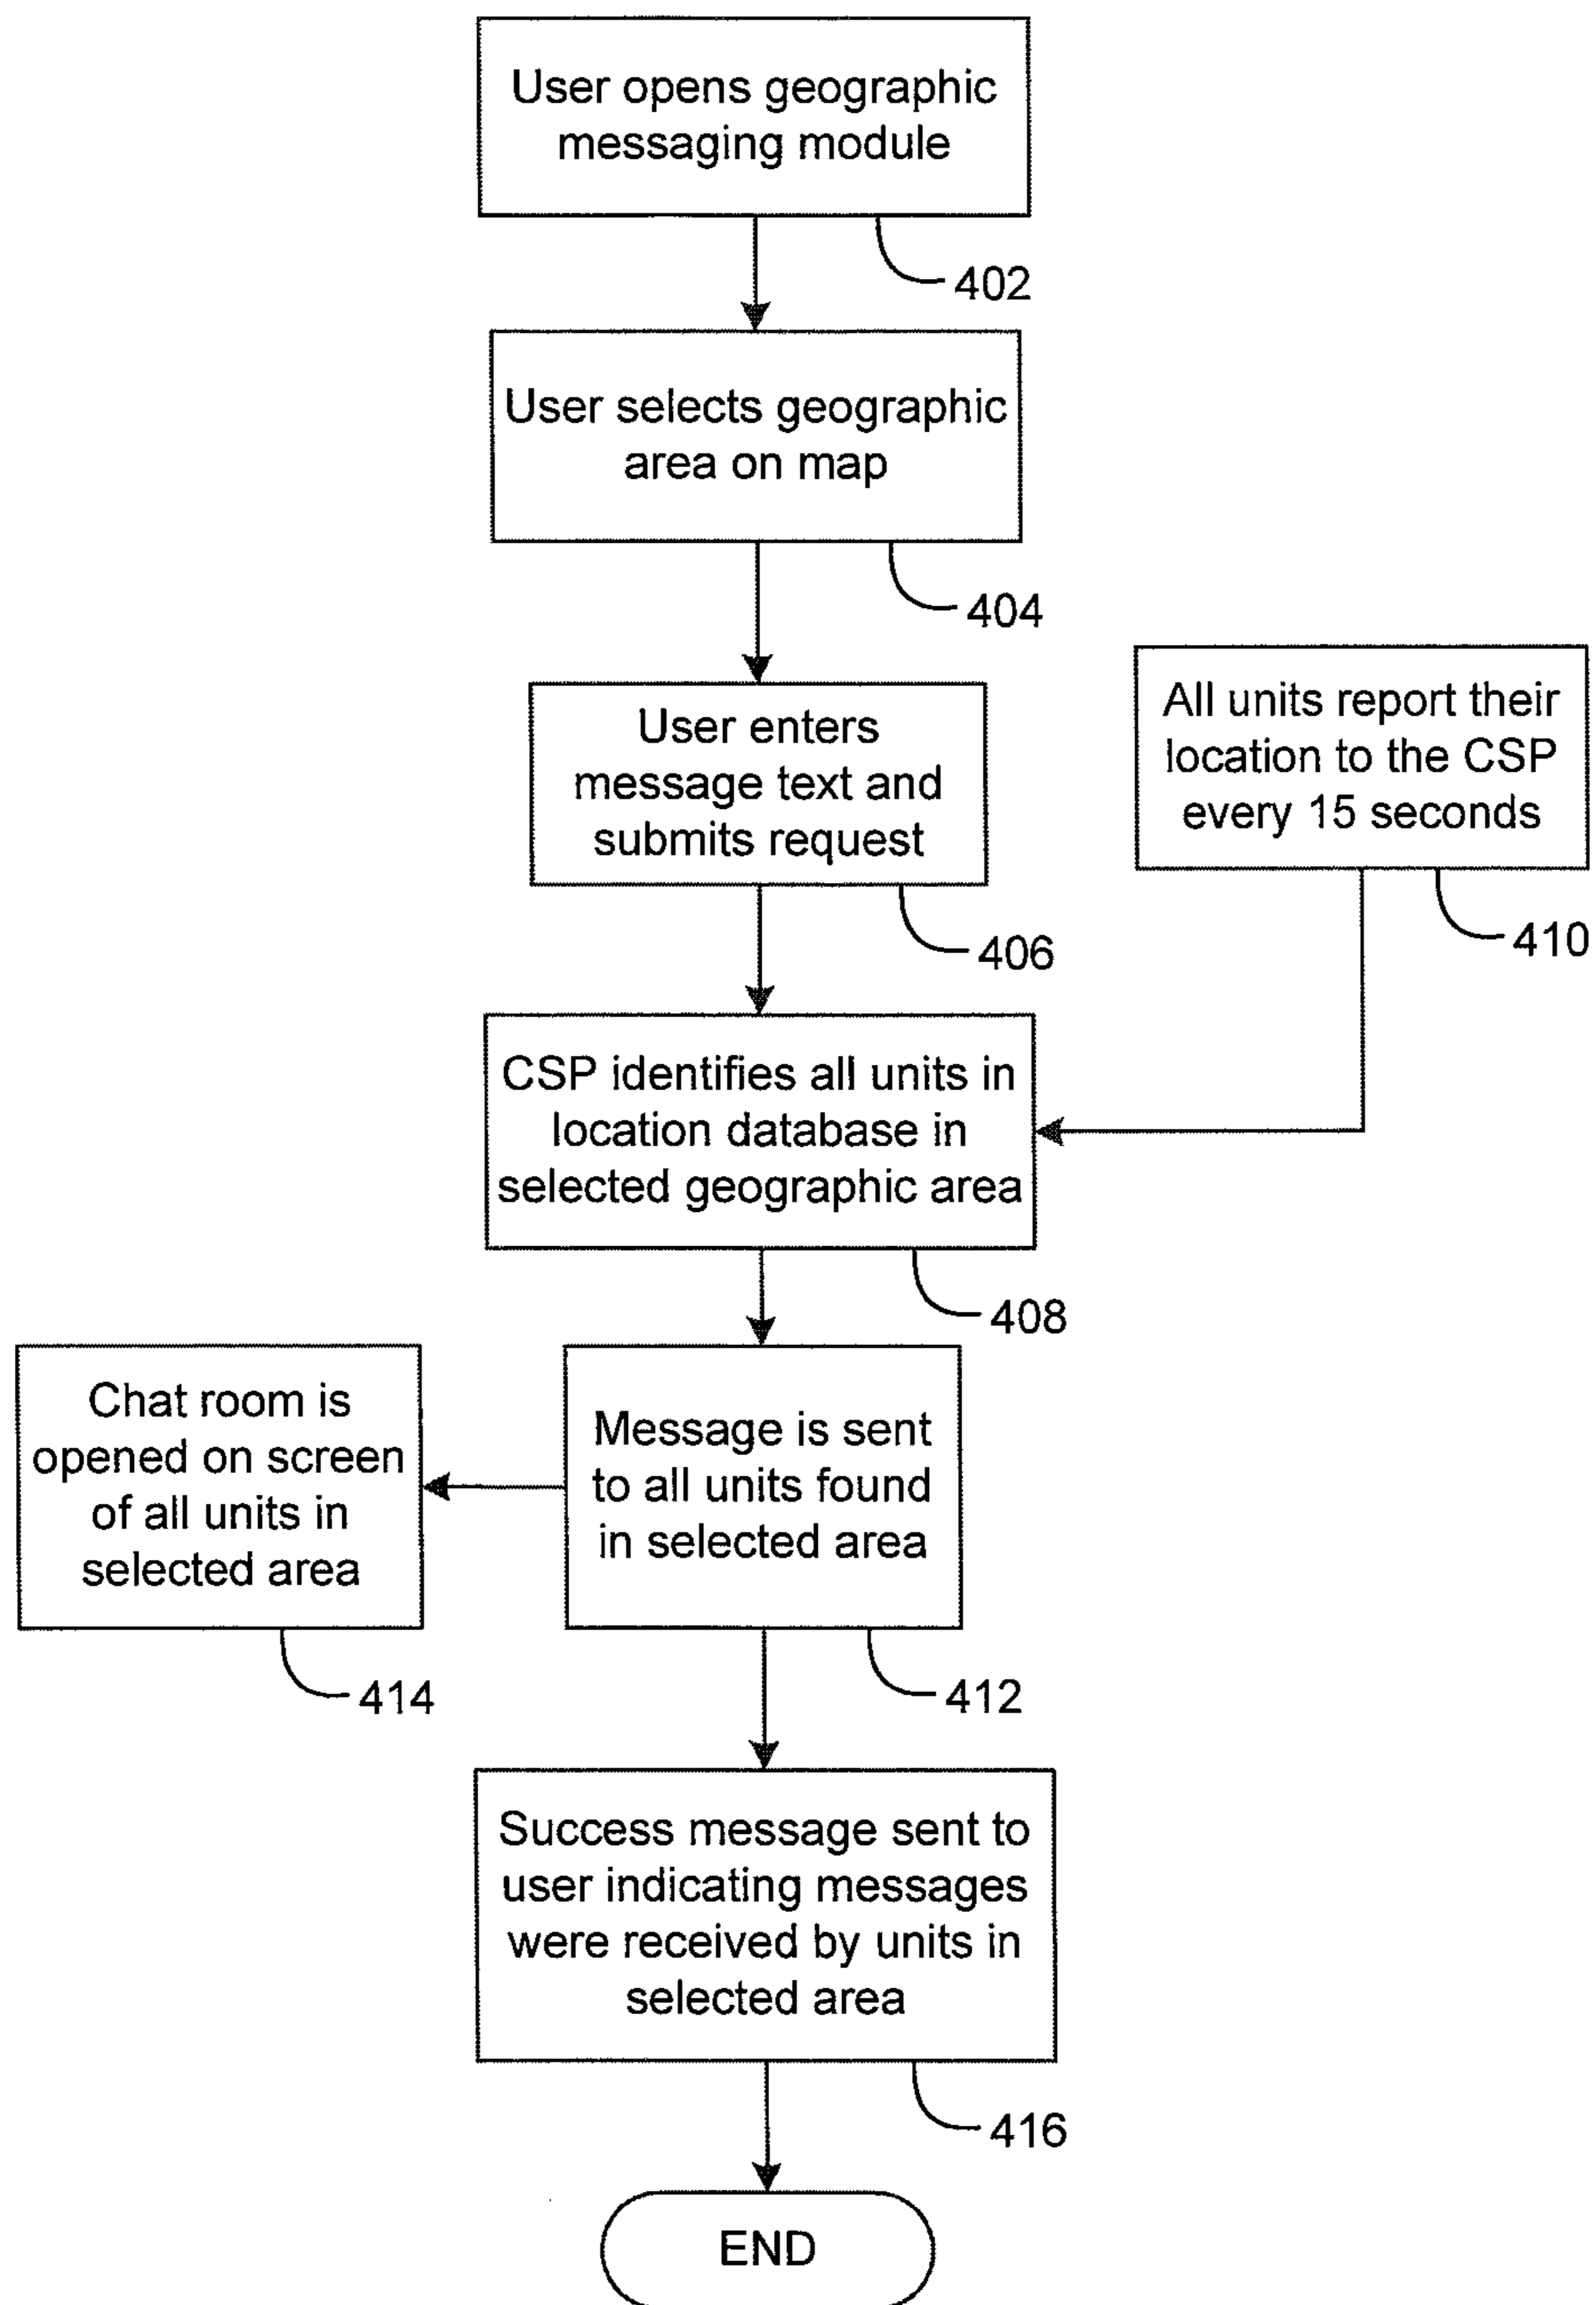 User opens geographic
messaging module
402
User selects geographic
area on map
404
User enters
message text and
submits request
406
All units report their
location to the CSP
every 15 seconds
410
CSP identifies all units in
location database in
selected geographic area
408
Chat room is
opened on screen
of all units in
selected area
414
Message is sent
to all units found
in selected area
412
Success message sent to
user indicating messages
were received by units in
selected area
416
END